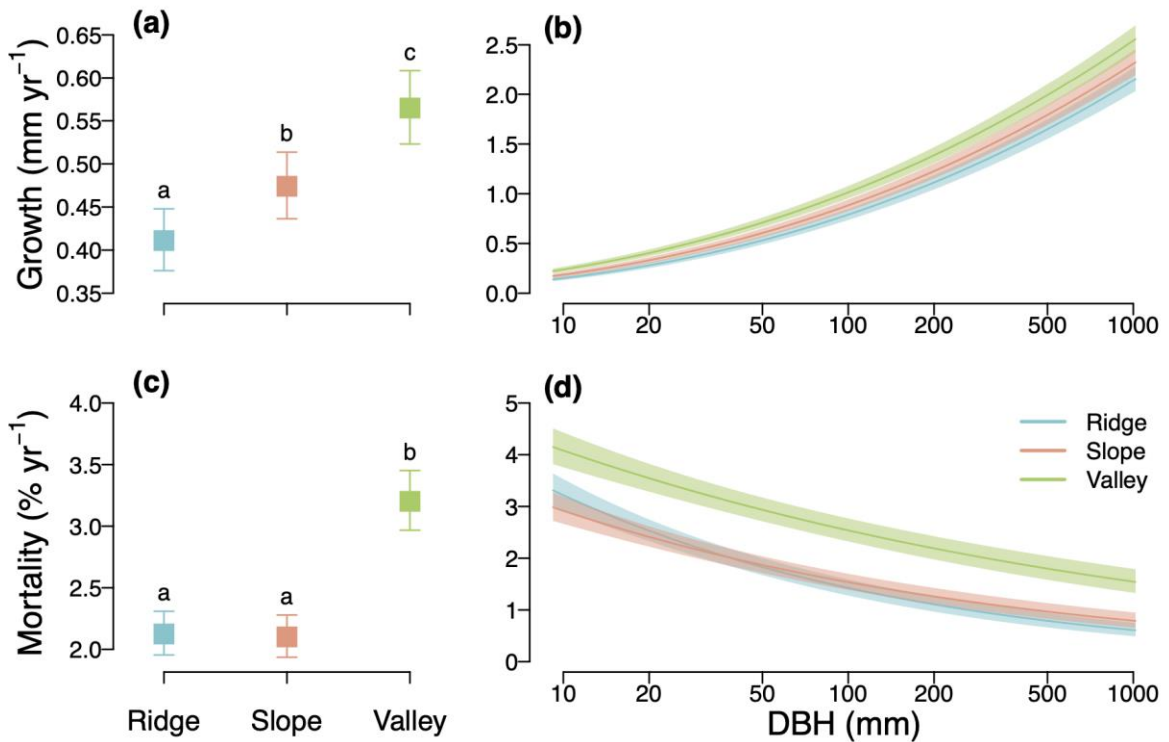 (a)
Growth (mm yr⁻¹)
0.65
0.60
0.55
0.50
0.45
0.40
0.35
a
b
c
(b)
2.5
2.0
1.5
1.0
0.5
0.0
10 20 50 100 200 500 1000
(c)
Mortality (% yr⁻¹)
4.0
3.5
3.0
2.5
2.0
a
a
b
Ridge Slope Valley
(d)
5
4
3
2
1
0
Ridge
Slope
Valley
10 20 50 100 200 500 1000
DBH (mm)